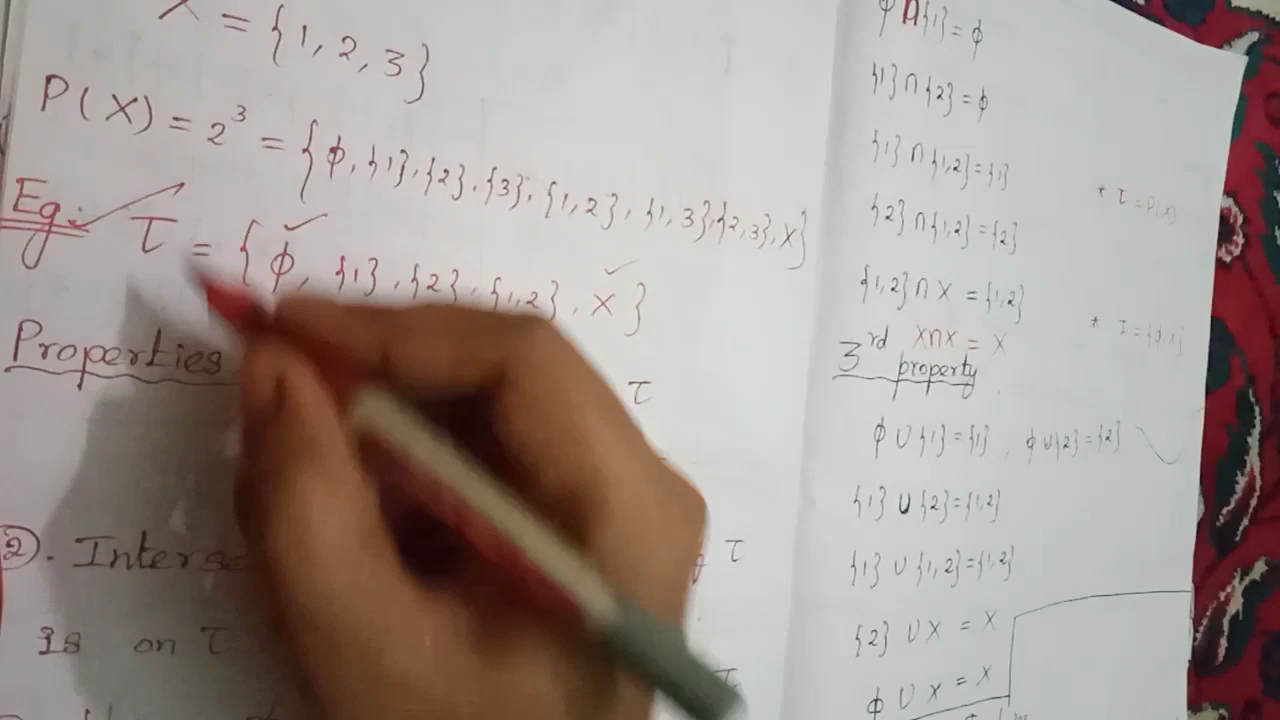 X = {1, 2, 3}
P(X) = 2³ = {φ, {1}, {2}, {3}, {1, 2}, {1, 3}, {2, 3}, X}
Eg: τ = {φ, {1}, {2}, {1,2}, X}
Properties
τ
②. Interse
τ
is on τ
φ ∩ {1} = φ
{1} ∩ {2} = φ
{1} ∩ {1,2} = {1}
{2} ∩ {1,2} = {2}
{1,2} ∩ X = {1,2}
X∩X = X
3rd property
φ ∪ {1} = {1}, φ ∪ {2} = {2}
{1} ∪ {2} = {1,2}
{1} ∪ {1,2} = {1,2}
{2} ∪ X = X
φ ∪ X = X
* τ = P(X)
* τ = {φ, X}